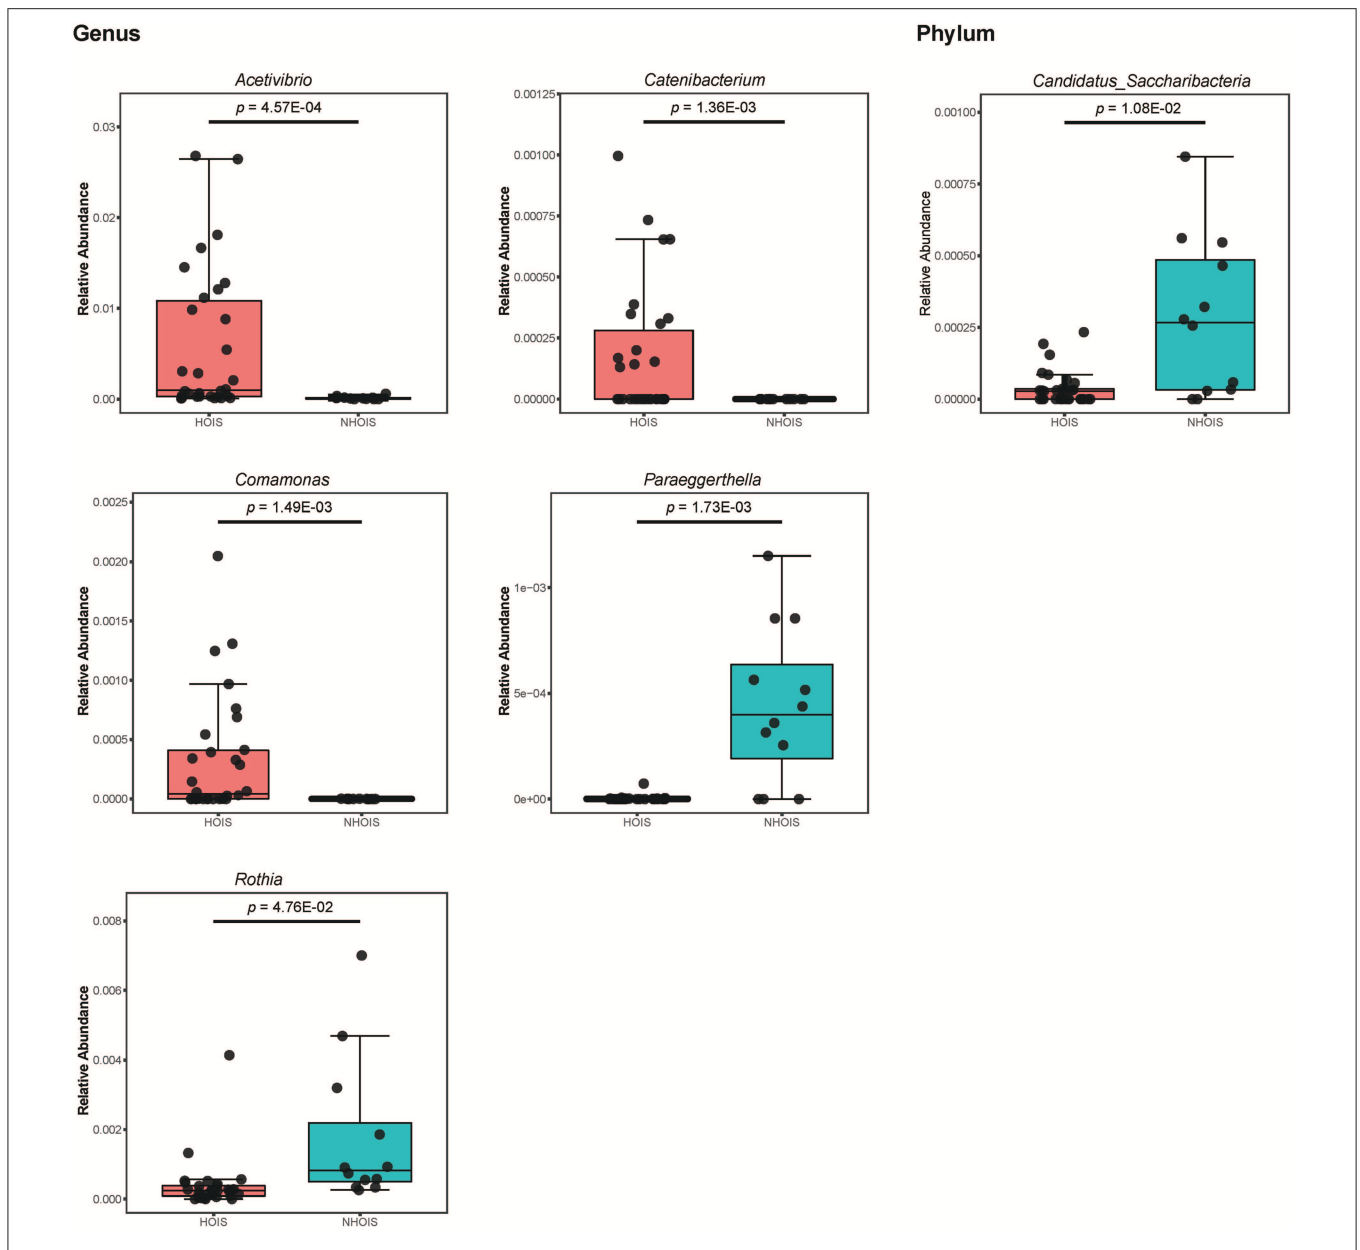 Genus
Phylum
Acetivibrio
p = 4.57E-04
Relative Abundance
0.03
0.02
0.01
0.00
HOIS
NHOIS
Catenibacterium
p = 1.36E-03
Relative Abundance
0.00125
0.00100
0.00075
0.00050
0.00025
0.00000
HOIS
NHOIS
Candidatus_Saccharibacteria
p = 1.08E-02
Relative Abundance
0.00100
0.00075
0.00050
0.00025
0.00000
HOIS
NHOIS
Comamonas
p = 1.49E-03
Relative Abundance
0.0025
0.0020
0.0015
0.0010
0.0005
0.0000
HOIS
NHOIS
Paraeggerthella
p = 1.73E-03
Relative Abundance
1e−03
5e−04
0e+00
HOIS
NHOIS
Rothia
p = 4.76E-02
Relative Abundance
0.008
0.006
0.004
0.002
0.000
HOIS
NHOIS